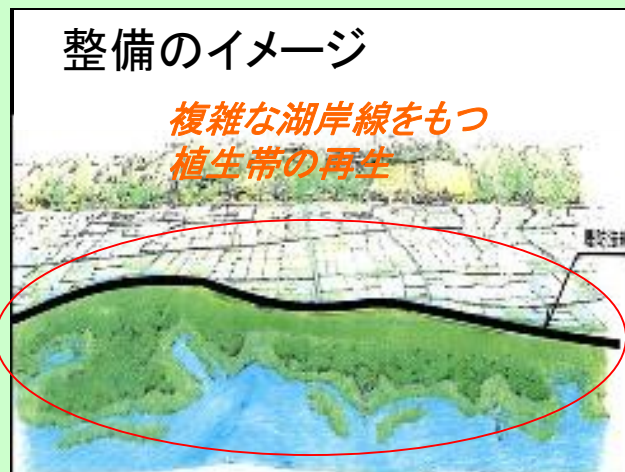 整備のイメージ
複雑な湖岸線をもつ
植生帯の再生